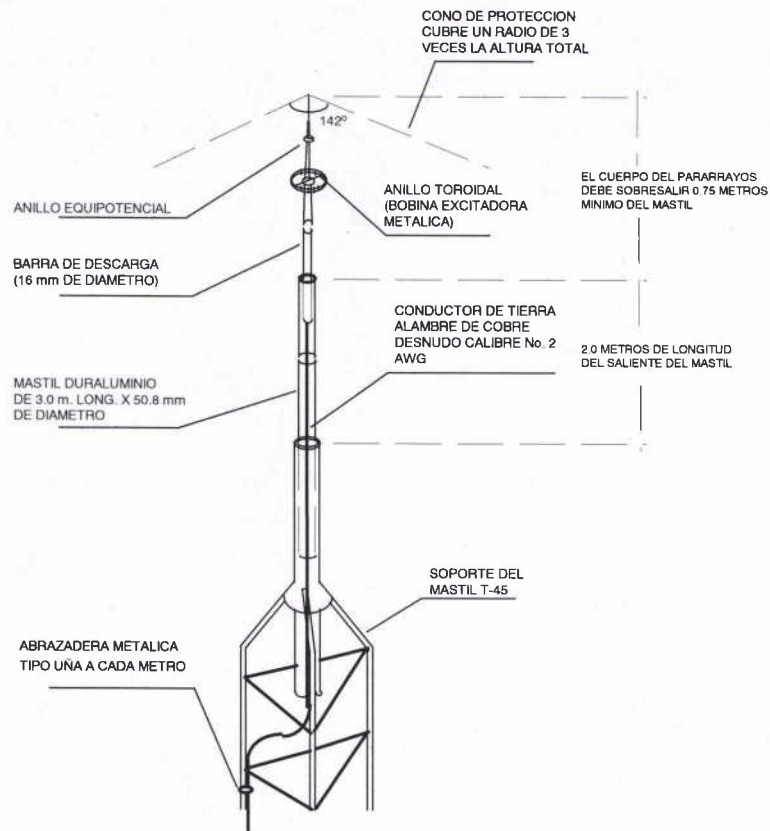 CONO DE PROTECCION
CUBRE UN RADIO DE 3
VECES LA ALTURA TOTAL
142º
ANILLO EQUIPOTENCIAL
ANILLO TOROIDAL
(BOBINA EXCITADORA
METALICA)
EL CUERPO DEL PARARRAYOS
DEBE SOBRESALIR 0.75 METROS
MINIMO DEL MASTIL
BARRA DE DESCARGA
(16 mm DE DIAMETRO)
CONDUCTOR DE TIERRA
ALAMBRE DE COBRE
DESNUDO CALIBRE No. 2
AWG
2.0 METROS DE LONGITUD
DEL SALIENTE DEL MASTIL
MASTIL DURALUMINIO
DE 3.0 m. LONG. X 50.8 mm
DE DIAMETRO
SOPORTE DEL
MASTIL T-45
ABRAZADERA METALICA
TIPO UÑA A CADA METRO